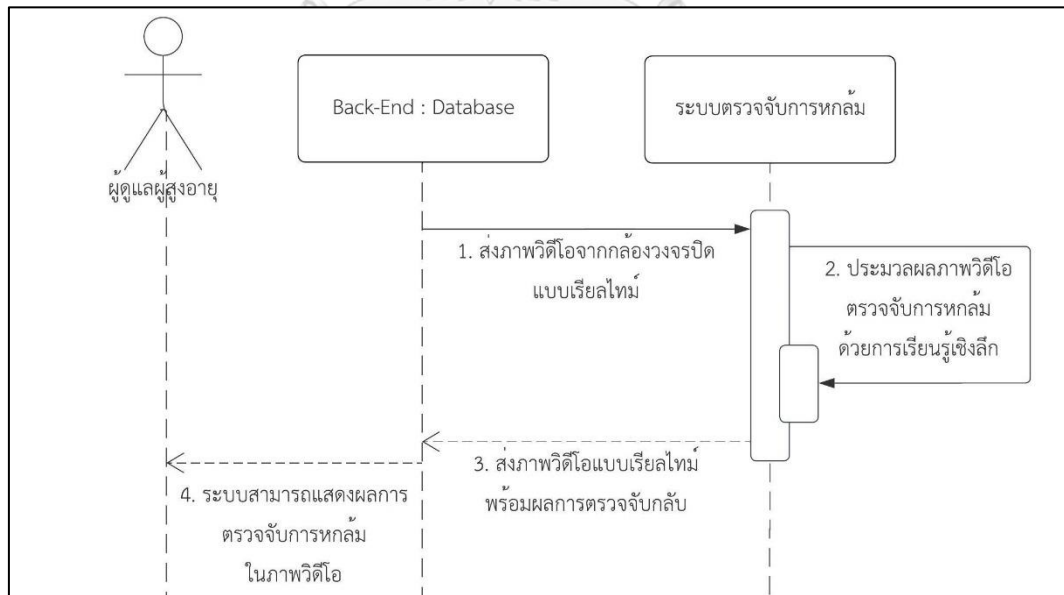 Back-End : Database
ระบบตรวจจับการหกล้ม
ผู้ดูแลผู้สูงอายุ
1. ส่งภาพวิดีโอจากกล้องวงจรปิด
แบบเรียลไทม์
2. ประมวลผลภาพวิดีโอ
ตรวจจับการหกล้ม
ด้วยการเรียนรู้เชิงลึก
3. ส่งภาพวิดีโอแบบเรียลไทม์
พร้อมผลการตรวจจับกลับ
4. ระบบสามารถแสดงผลการ
ตรวจจับการหกล้ม
ในภาพวิดีโอ